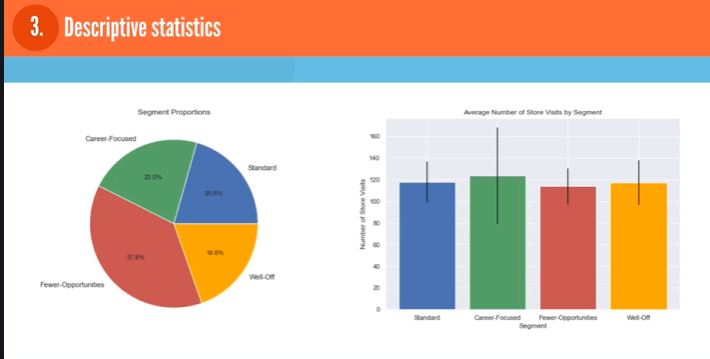 3. Descriptive statistics
Segment Proportions
Career-Focused
22.0%
Standard
20.6%
37.8%
19.6%
Fewer-Opportunities
Well-Off
Average Number of Store Visits by Segment
Number of Store Visits
160
140
120
100
80
60
40
20
0
Standard Career-Focused Fewer-Opportunities Well-Off
Segment